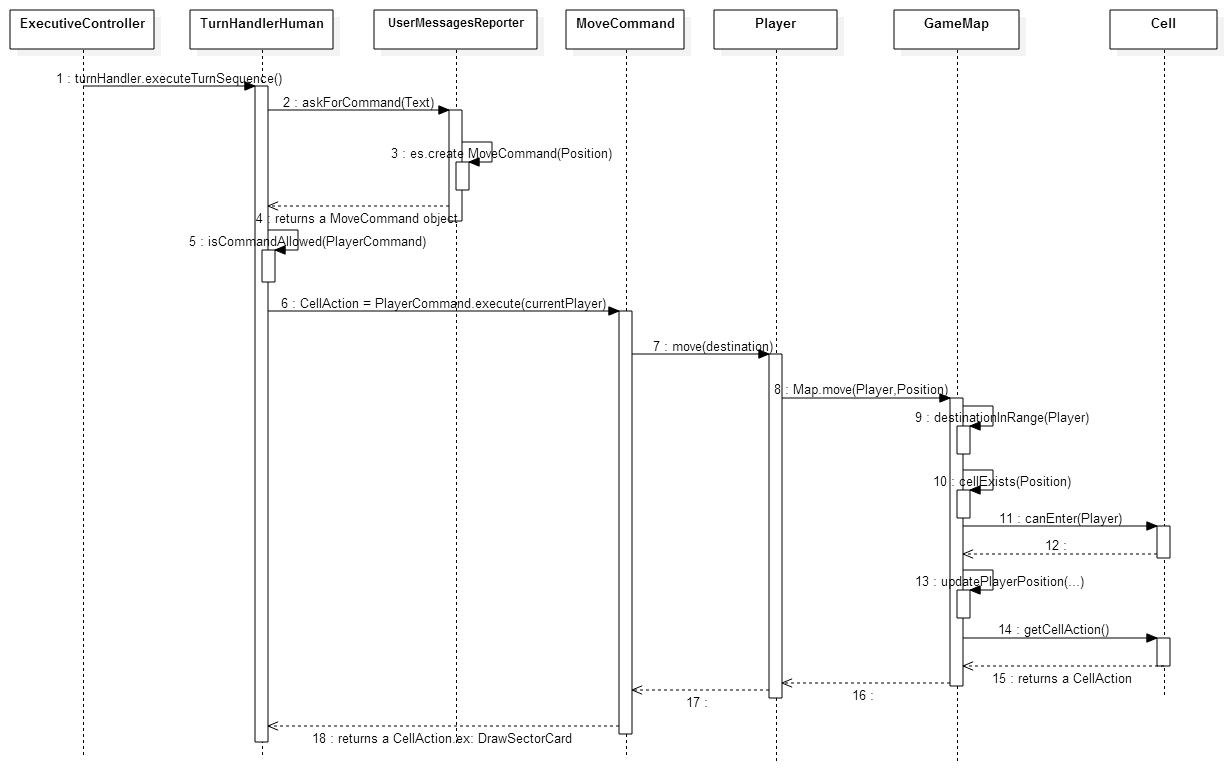 ExecutiveController
TurnHandlerHuman
UserMessagesReporter
MoveCommand
Player
GameMap
Cell
1 : turnHandler.executeTurnSequence()
2 : askForCommand(Text)
3 : es.create MoveCommand(Position)
4 : returns a MoveCommand object
5 : isCommandAllowed(PlayerCommand)
6 : CellAction = PlayerCommand.execute(currentPlayer)
7 : move(destination)
8 : Map.move(Player,Position)
9 : destinationInRange(Player)
10 : cellExists(Position)
11 : canEnter(Player)
12 :
13 : updatePlayerPosition(...)
14 : getCellAction()
15 : returns a CellAction
16 :
17 :
18 : returns a CellAction.ex: DrawSectorCard